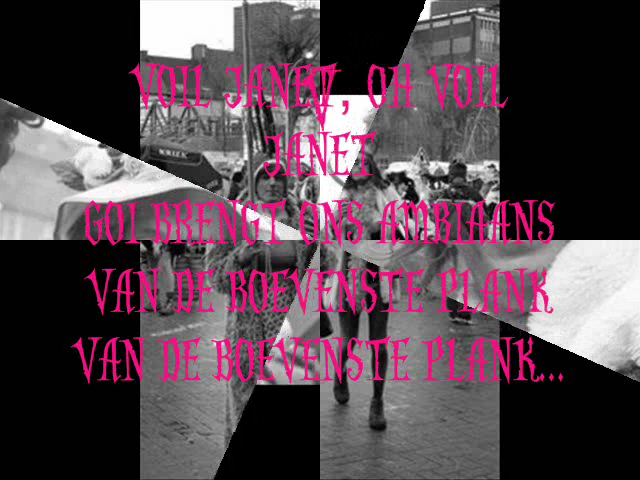 VOIL JANET, OH VOIL
JANET
GOI BRENGT ONS AMBIAANS
VAN DE BOEVENSTE PLANK
VAN DE BOEVENSTE PLANK...